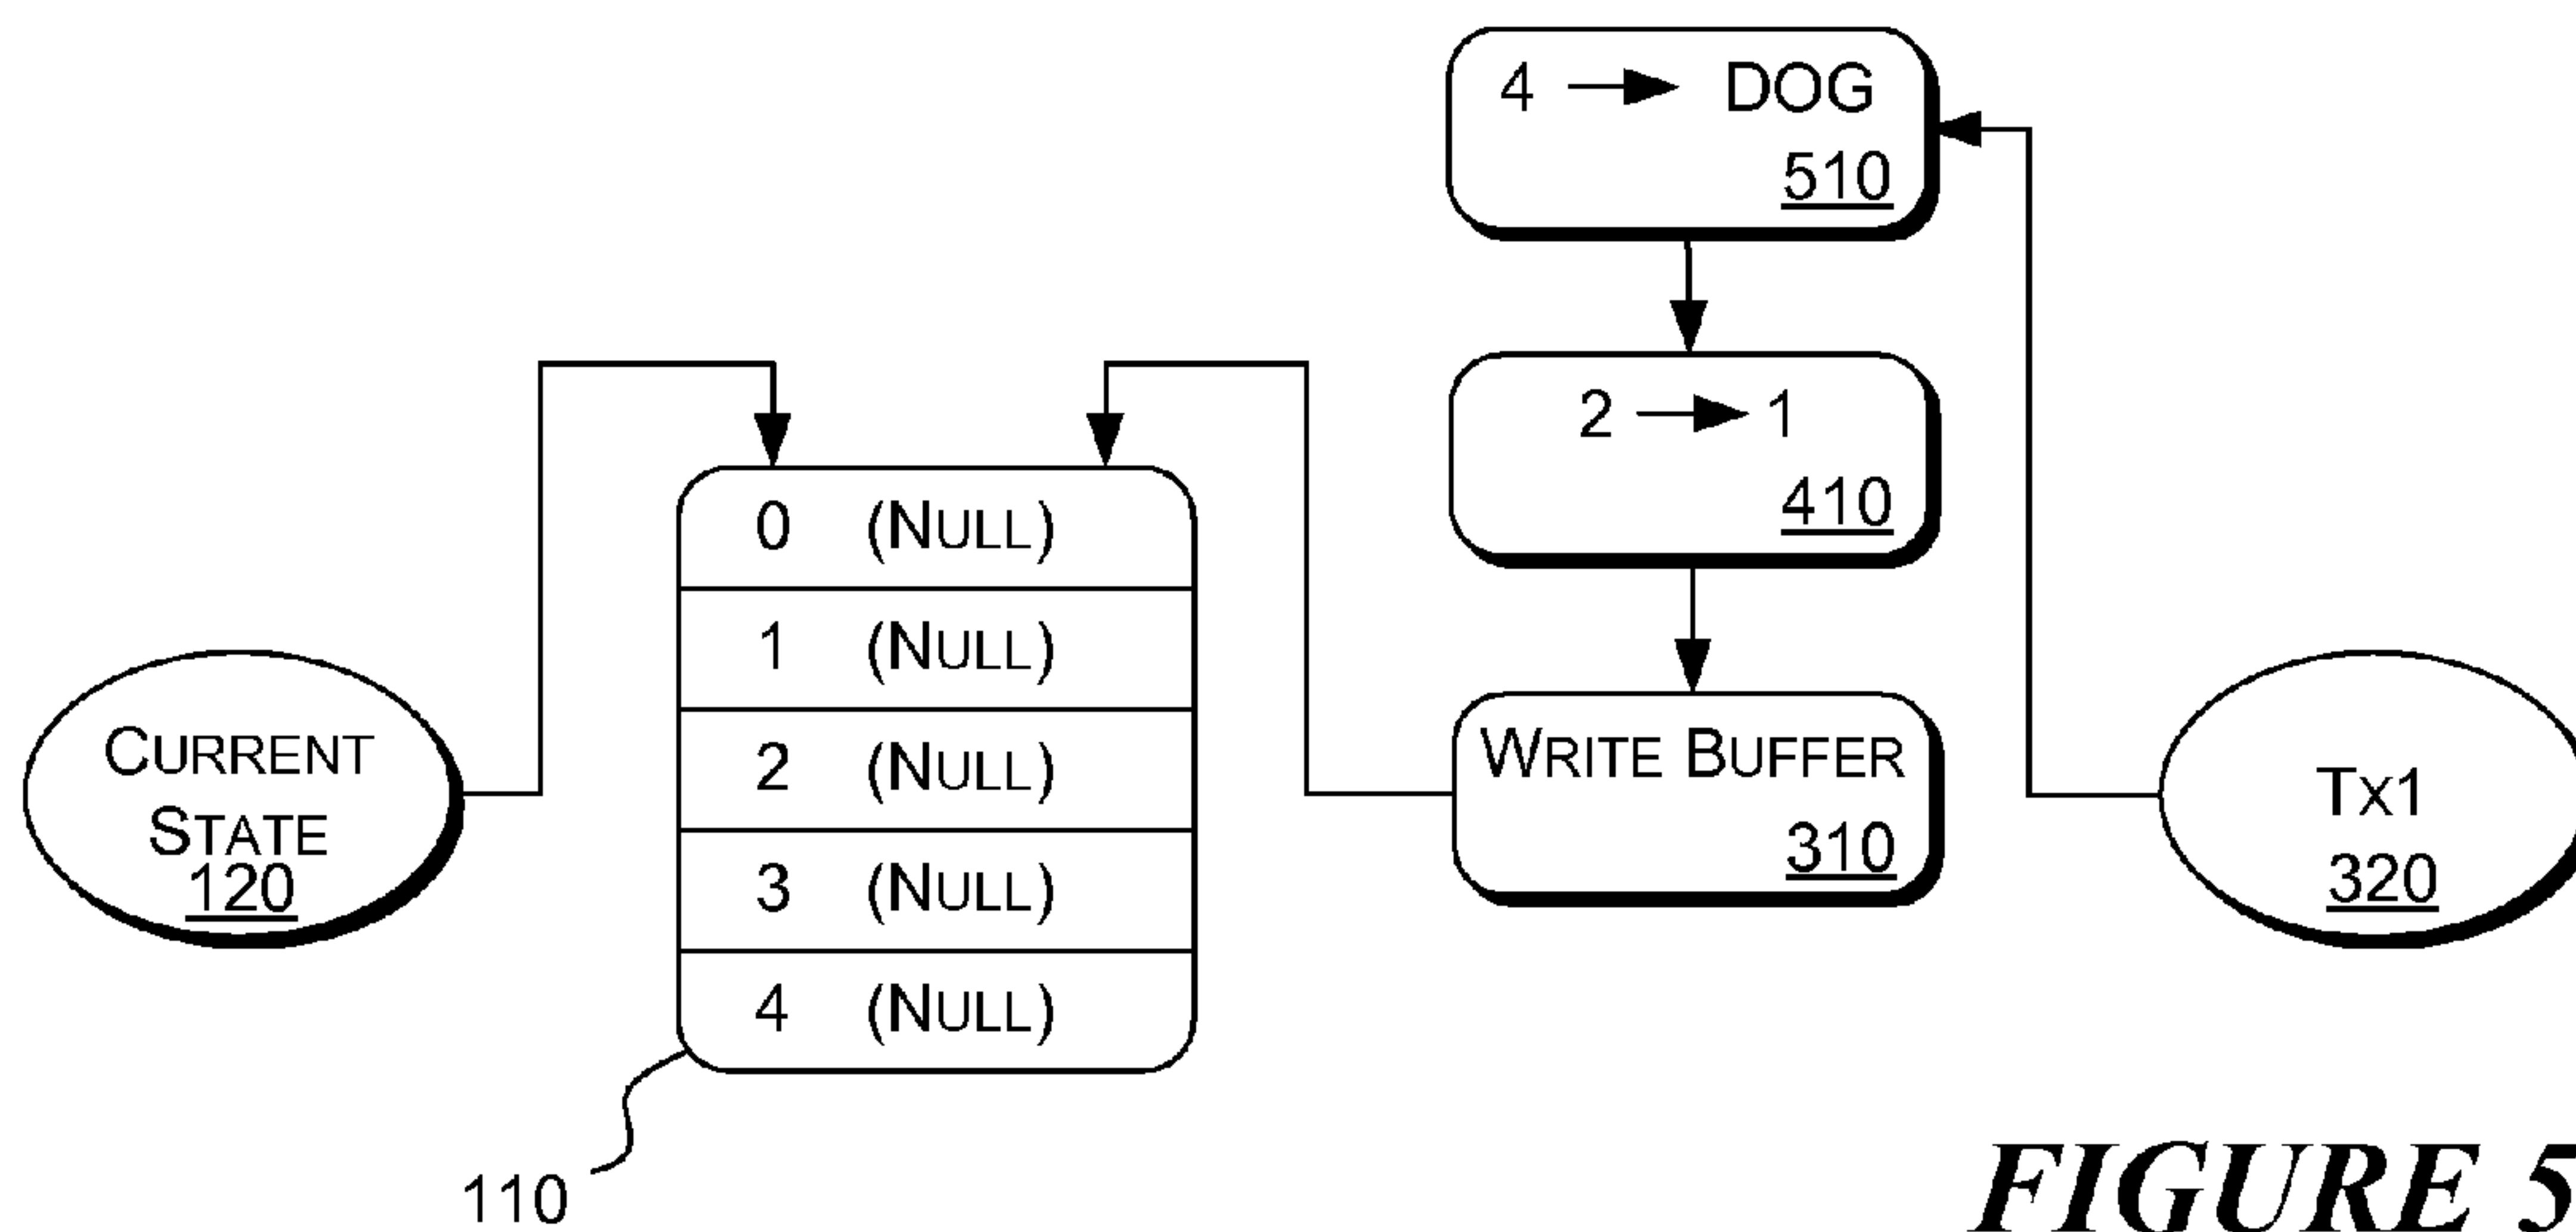 4 → DOG
510
2 → 1
410
0 (NULL)
1 (NULL)
2 (NULL)
3 (NULL)
4 (NULL)
110
CURRENT
STATE
120
WRITE BUFFER
310
TX1
320
FIGURE 5